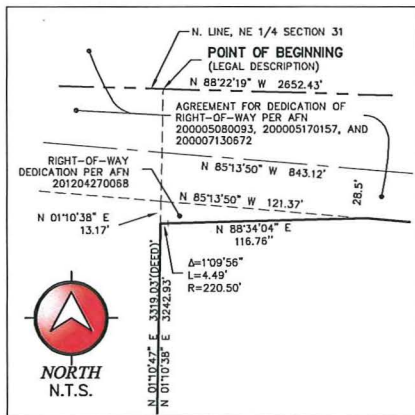 N. LINE, NE 1/4 SECTION 31
POINT OF BEGINNING
(LEGAL DESCRIPTION)
N 88°22'19" W 2652.43'
AGREEMENT FOR DEDICATION OF
RIGHT-OF-WAY PER AFN
200005080093, 200005170157, AND
200007130672
RIGHT-OF-WAY
DEDICATION PER AFN
201204270068
N 85°13'50" W 843.12'
N 85°13'50" W 121.37'
28.5'
N 01°10'38" E
13.17'
N 88°34'04" E
116.76"
Δ=1°09'56"
L=4.49'
R=220.50'
N 01°10'47" E 3319.03'(DEED)'
N 01°10'38" E 3242.93'
NORTH
N.T.S.